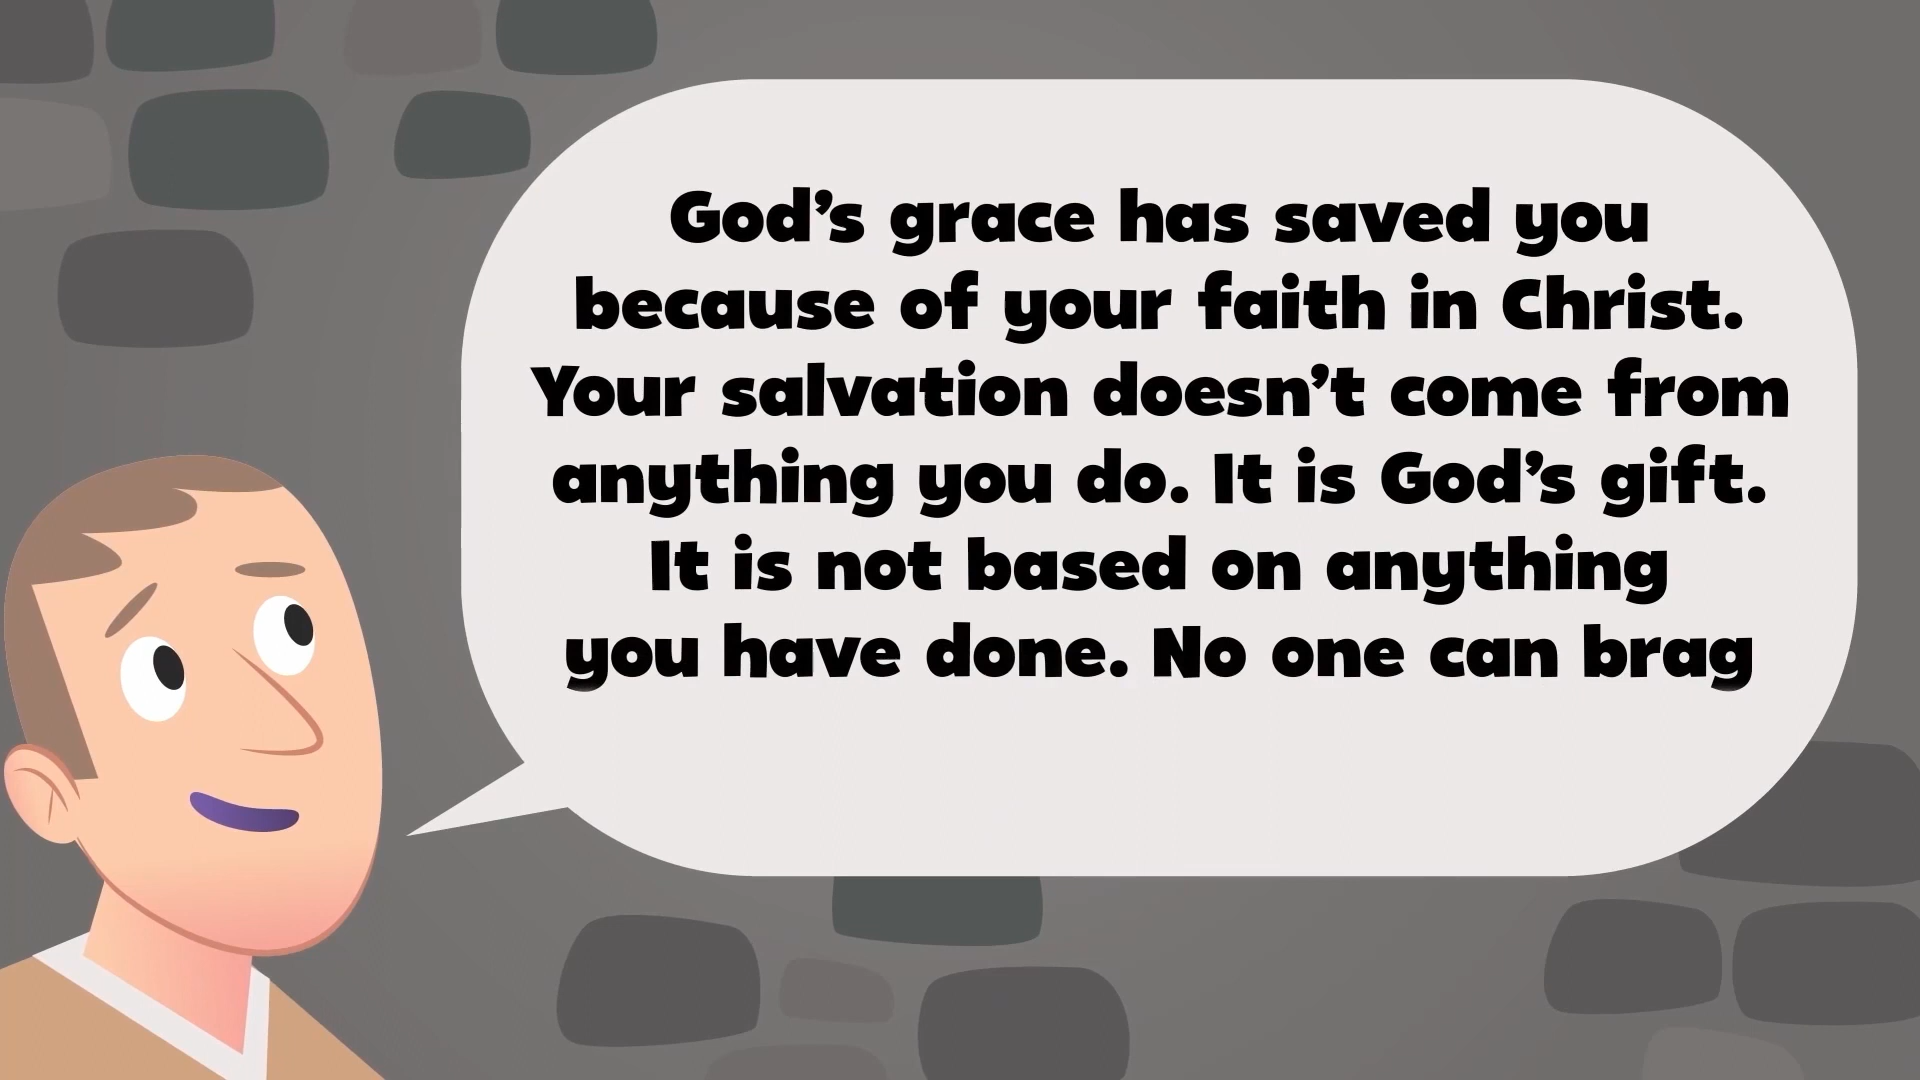 God’s grace has saved you
because of your faith in Christ.
Your salvation doesn’t come from
anything you do. It is God’s gift.
It is not based on anything
you have done. No one can brag